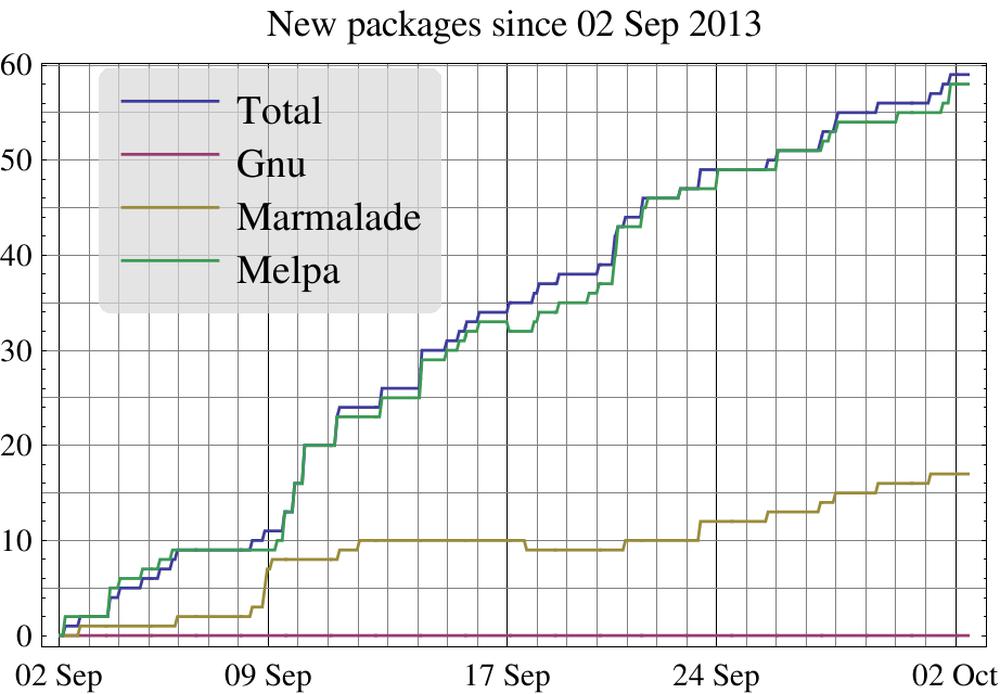 New packages since 02 Sep 2013
60
50
40
30
20
10
0
Total
Gnu
Marmalade
Melpa
02 Sep 09 Sep 17 Sep 24 Sep 02 Oct